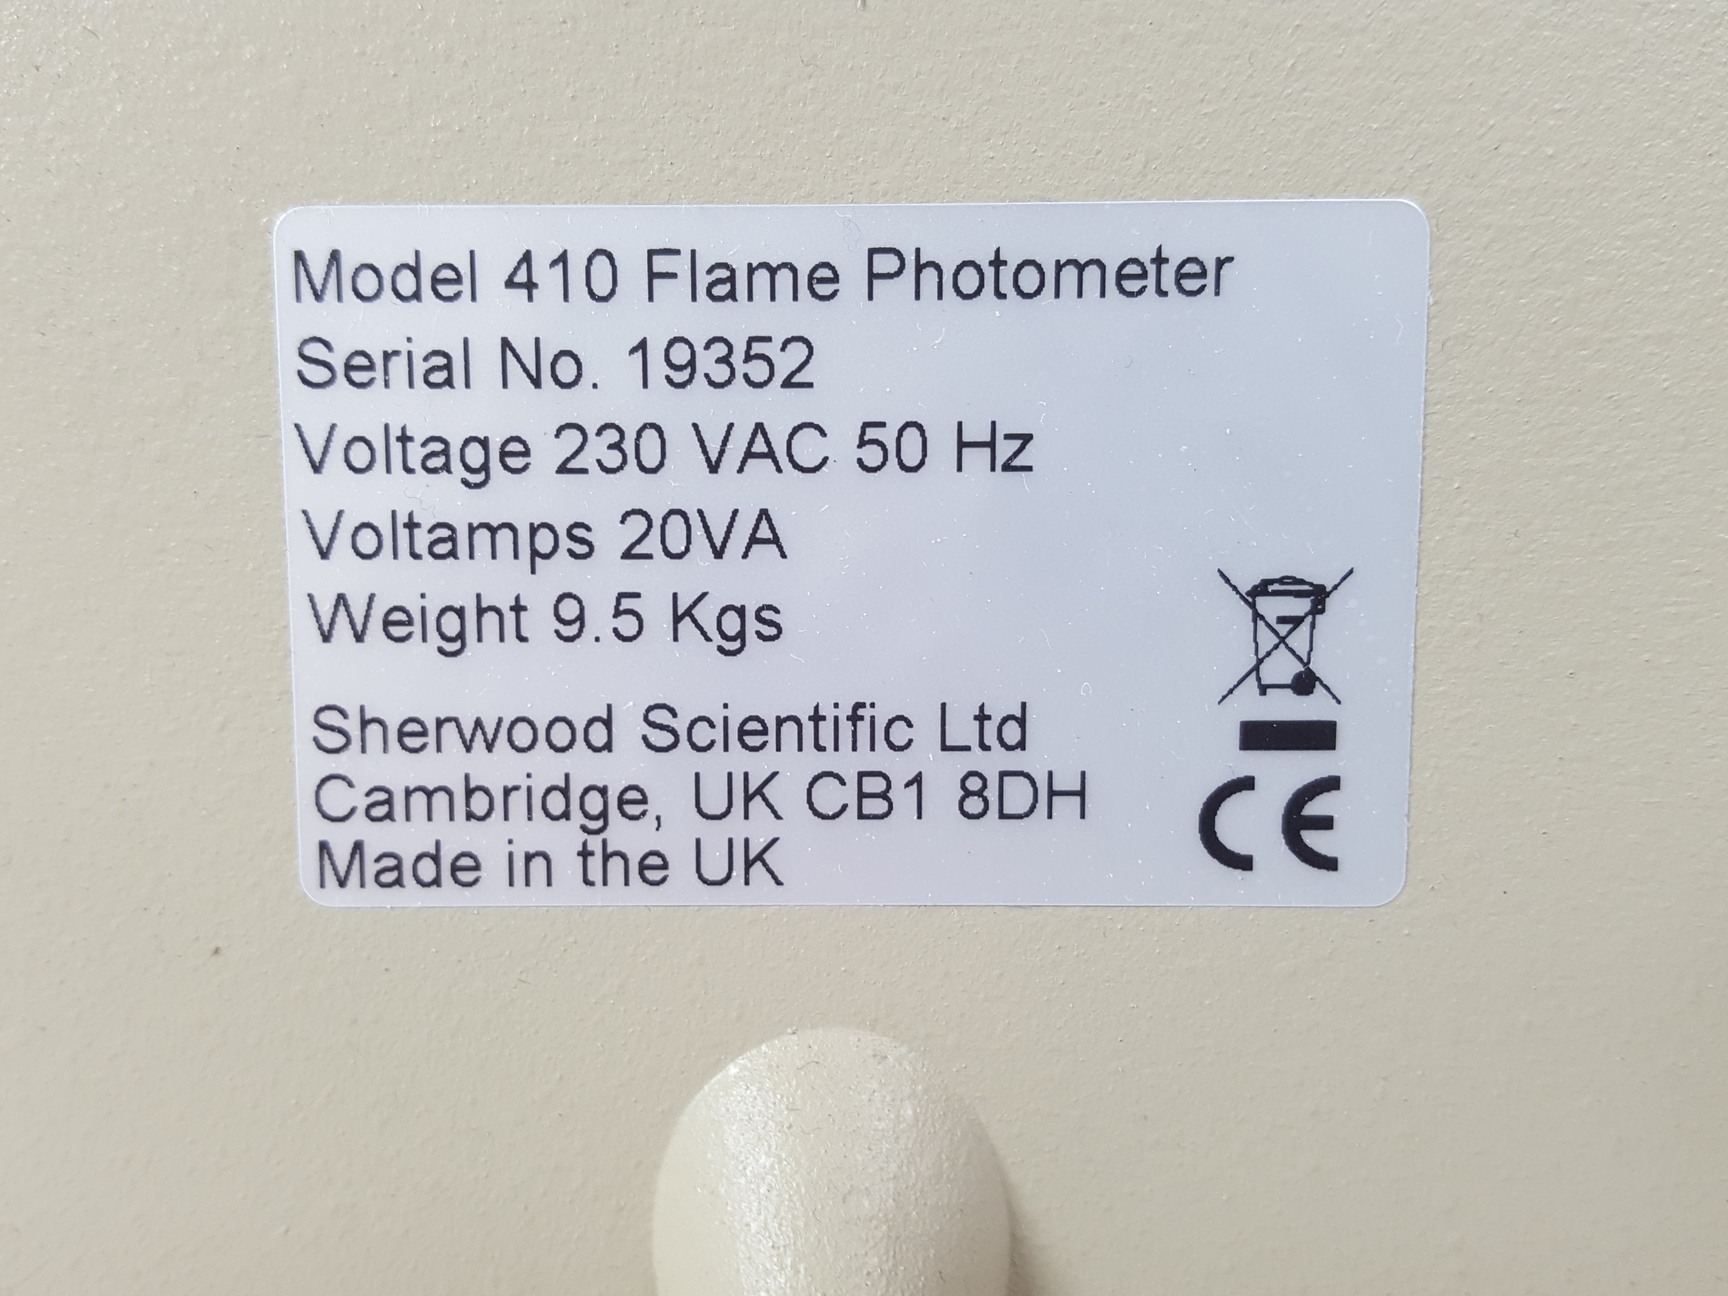 Model 410 Flame Photometer
Serial No. 19352
Voltage 230 VAC 50 Hz
Voltamps 20VA
Weight 9.5 Kgs
Sherwood Scientific Ltd
Cambridge, UK CB1 8DH
Made in the UK
CE